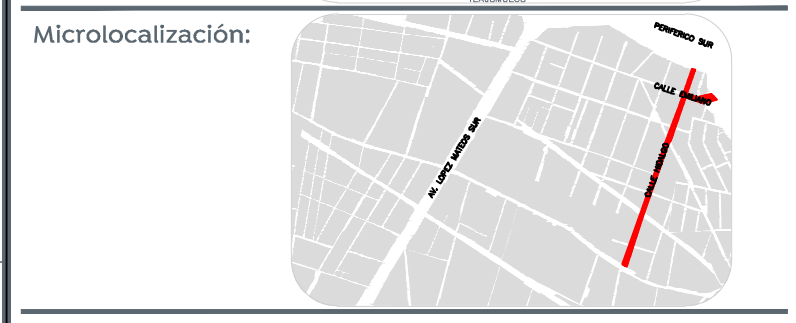 Microlocalización:
PERIFERICO SUR
CALLE EMILIANO
AV. LOPEZ MATEOS SUR
CALLE HIDALGO